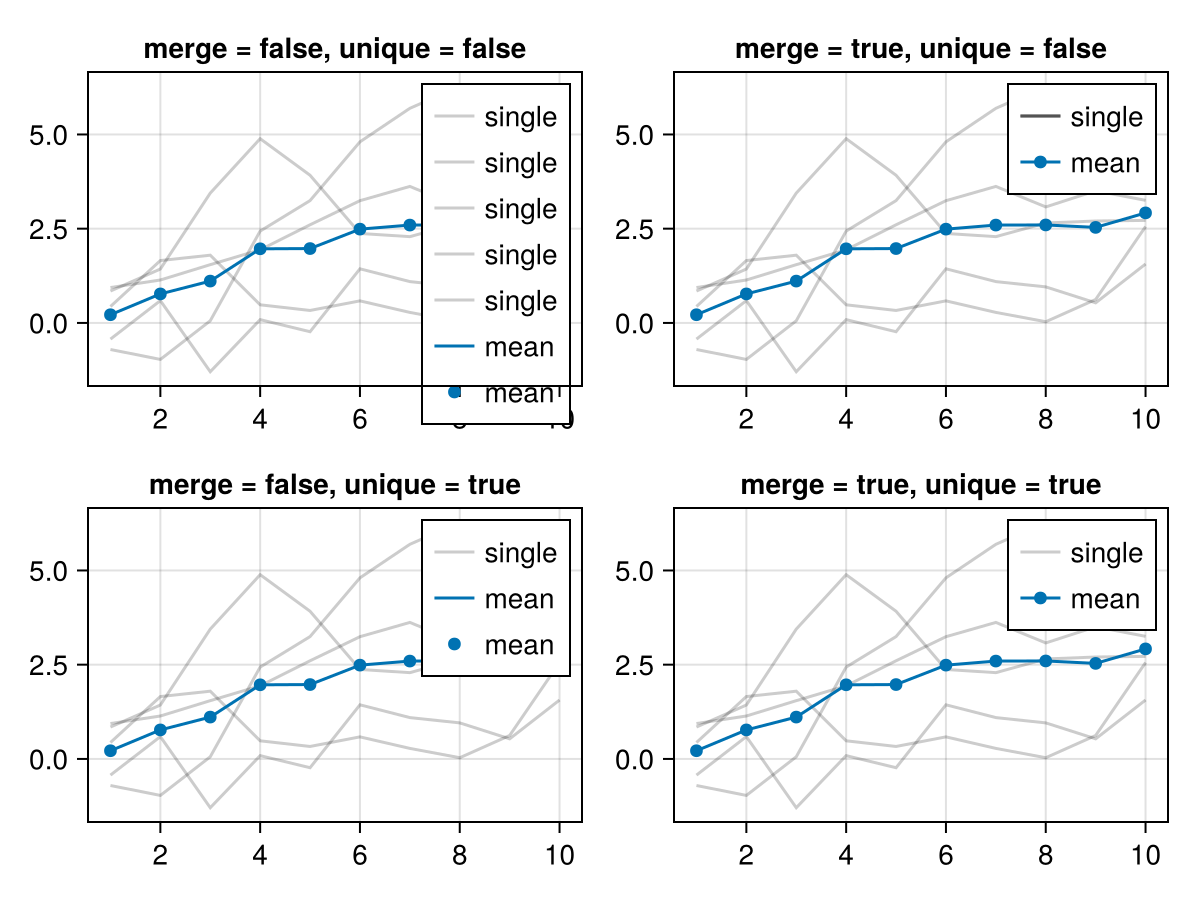 merge = false, unique = false
5.0
2.5
0.0
single
single
single
single
single
mean
mean
2 4 6 8 10
merge = true, unique = false
5.0
2.5
0.0
single
mean
2 4 6 8 10
merge = false, unique = true
5.0
2.5
0.0
single
mean
mean
2 4 6 8 10
merge = true, unique = true
5.0
2.5
0.0
single
mean
2 4 6 8 10